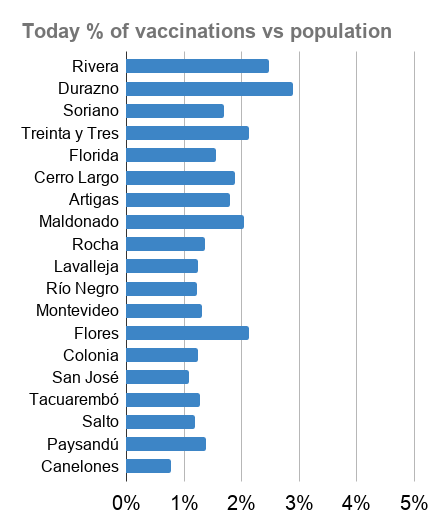 Today % of vaccinations vs population
Rivera
Durazno
Soriano
Treinta y Tres
Florida
Cerro Largo
Artigas
Maldonado
Rocha
Lavalleja
Río Negro
Montevideo
Flores
Colonia
San José
Tacuarembó
Salto
Paysandú
Canelones
0% 1% 2% 3% 4% 5%